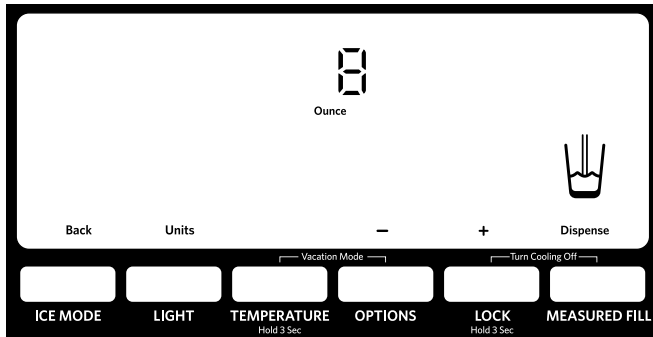 8
Ounce
Back Units − + Dispense
Vacation Mode Turn Cooling Off
ICE MODE LIGHT TEMPERATURE OPTIONS LOCK MEASURED FILL
Hold 3 Sec Hold 3 Sec